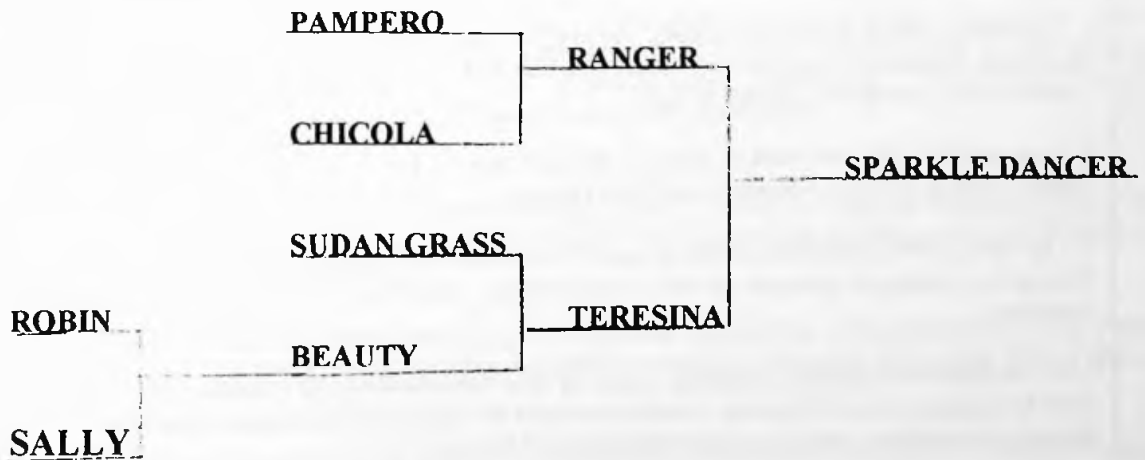 PAMPERO
RANGER
CHICOLA
SPARKLE DANCER
SUDAN GRASS
TERESINA
ROBIN
BEAUTY
SALLY